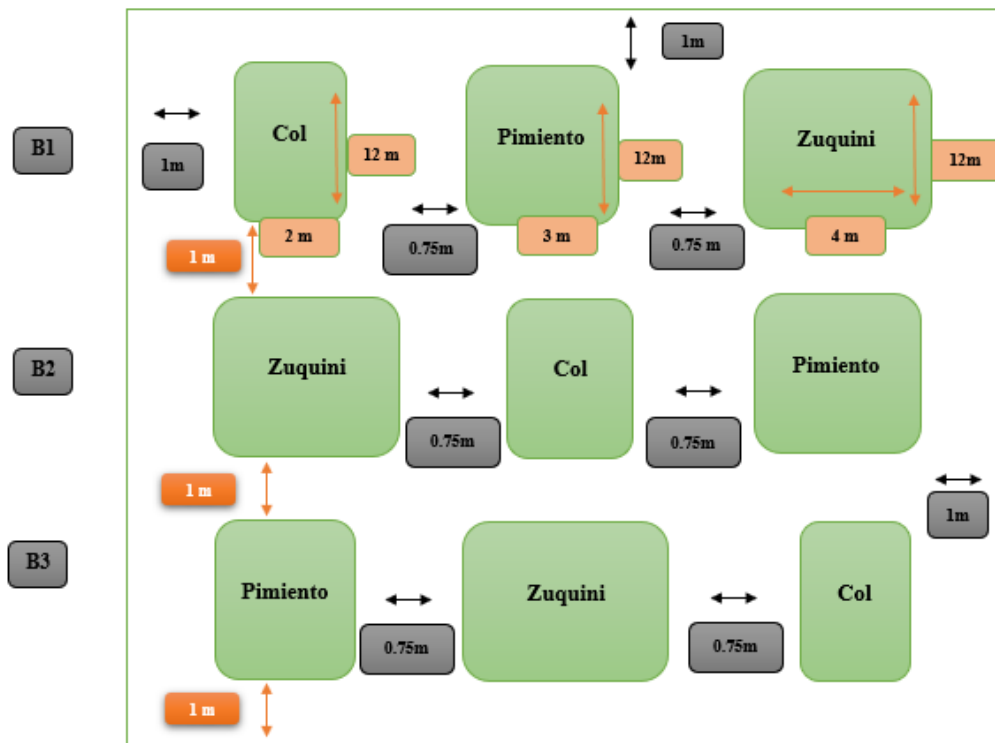 1m
B1
Col
Pimiento
Zuquini
1m
12 m
12m
12m
2 m
0.75m
3 m
0.75 m
4 m
1 m
B2
Zuquini
Col
Pimiento
0.75m
0.75m
1 m
1m
B3
Pimiento
Zuquini
Col
0.75m
0.75m
1 m